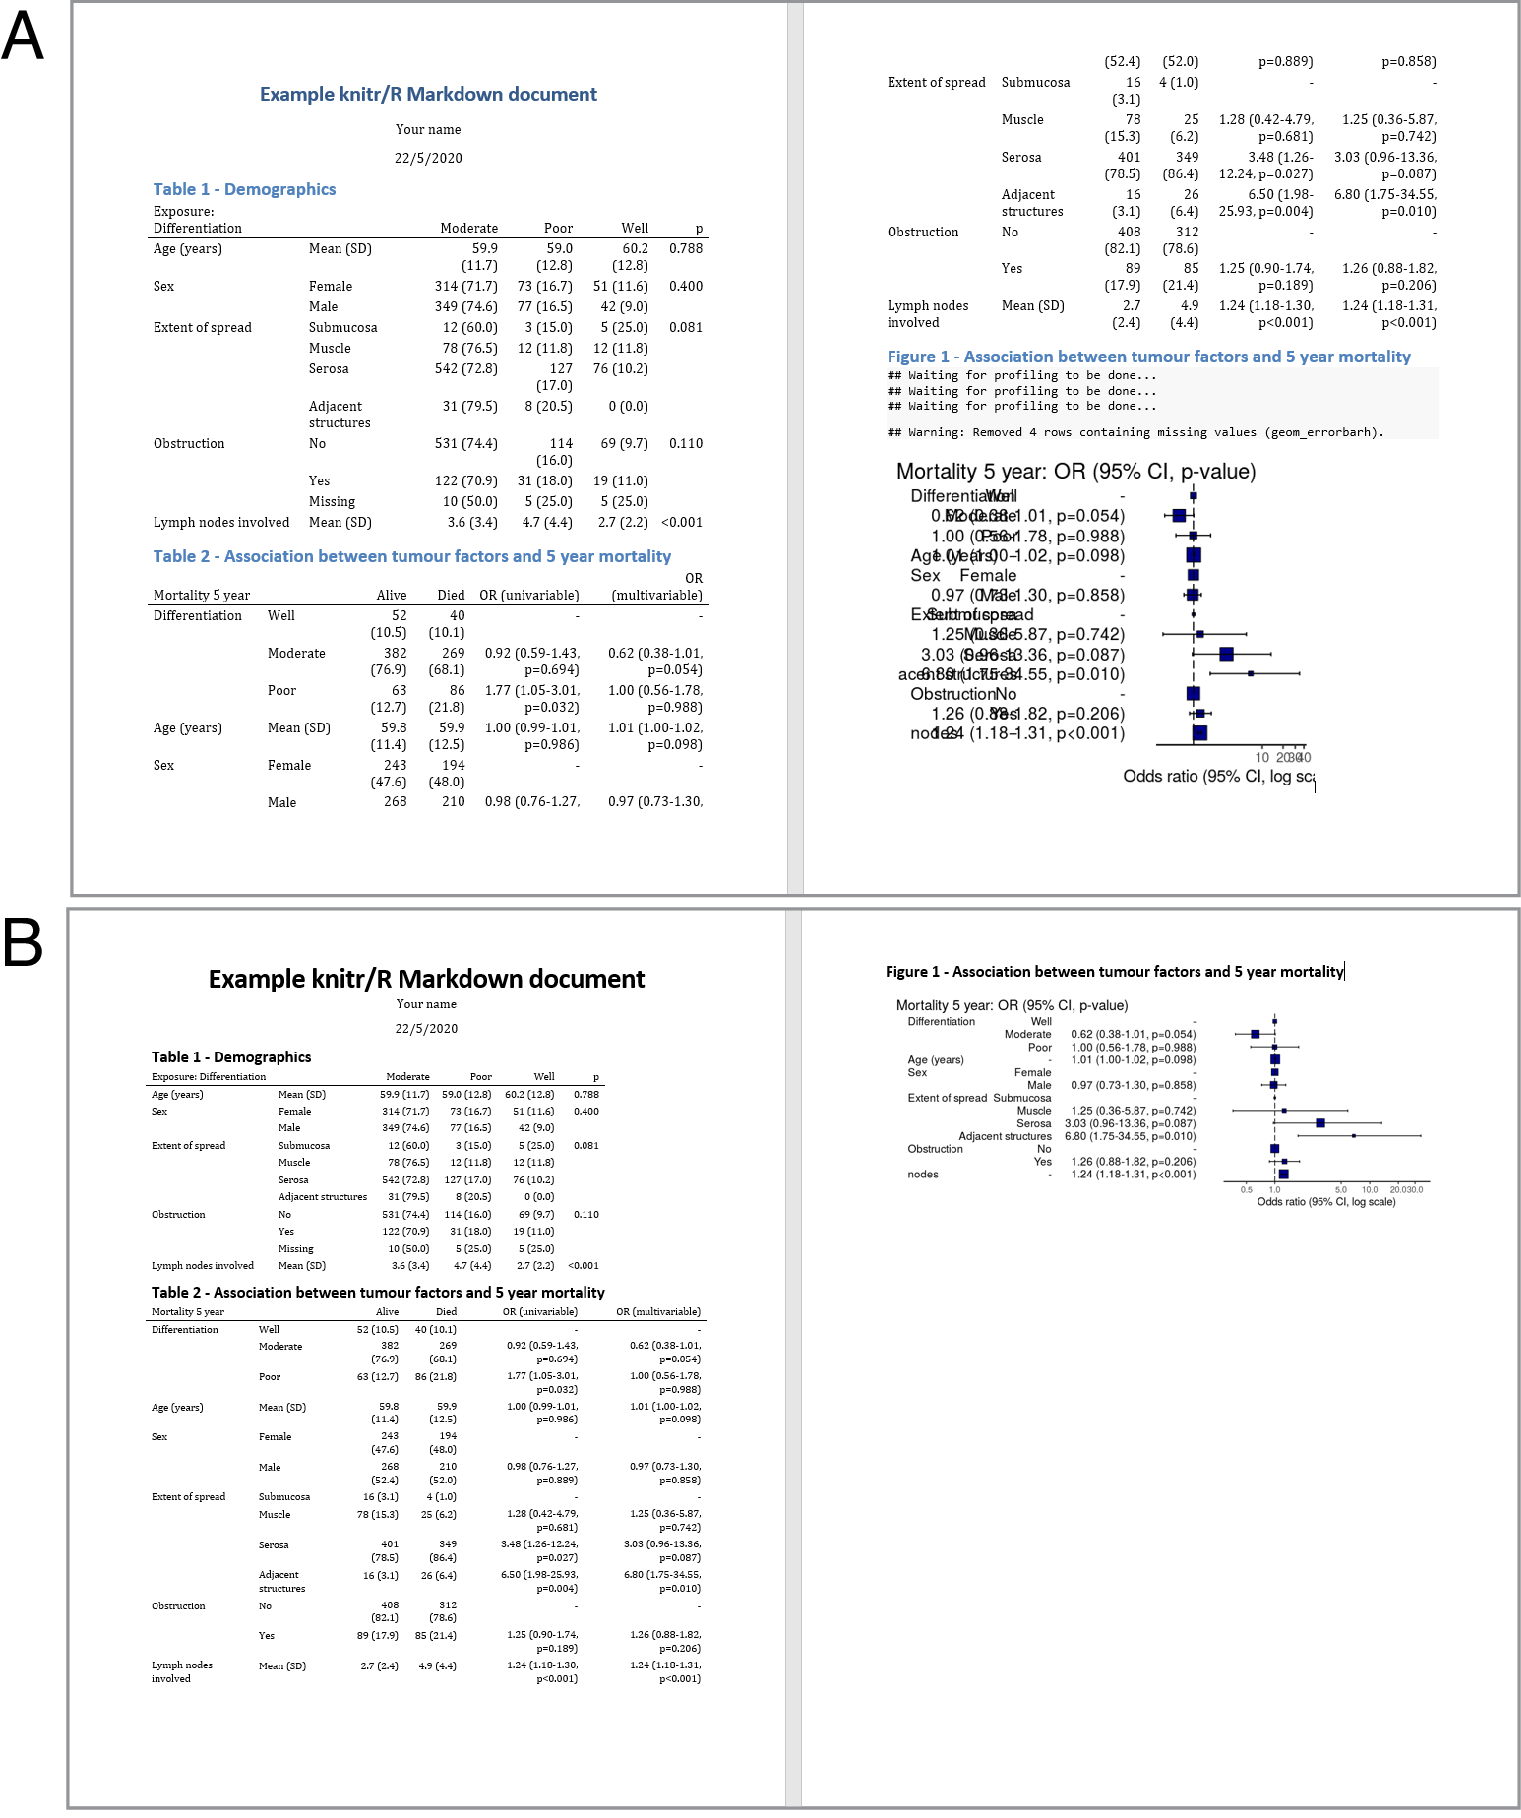 A
Example knitr/R Markdown document
Your name
22/5/2020
Table 1 - Demographics
Exposure:
Differentiation Moderate Poor Well p
Age (years) Mean (SD) 59.9 59.0 60.2 0.788
(11.7) (12.8) (12.8)
Sex Female 314 (71.7) 73 (16.7) 51 (11.6) 0.400
Male 349 (74.6) 77 (16.5) 42 (9.0)
Extent of spread Submucosa 12 (60.0) 3 (15.0) 5 (25.0) 0.081
Muscle 78 (76.5) 12 (11.8) 12 (11.8)
Serosa 542 (72.8) 127 76 (10.2)
(17.0)
Adjacent 31 (79.5) 8 (20.5) 0 (0.0)
structures
Obstruction No 531 (74.4) 114 69 (9.7) 0.110
(16.0)
Yes 122 (70.9) 31 (18.0) 19 (11.0)
Missing 10 (50.0) 5 (25.0) 5 (25.0)
Lymph nodes involved Mean (SD) 3.6 (3.4) 4.7 (4.4) 2.7 (2.2) <0.001
Table 2 - Association between tumour factors and 5 year mortality
OR
Mortality 5 year Alive Died OR (univariable) (multivariable)
Differentiation Well 52 40 - -
(10.5) (10.1)
Moderate 382 269 0.92 (0.59-1.43, 0.62 (0.38-1.01,
(76.9) (68.1) p=0.694) p=0.054)
Poor 63 86 1.77 (1.05-3.01, 1.00 (0.56-1.78,
(12.7) (21.8) p=0.032) p=0.988)
Age (years) Mean (SD) 59.8 59.9 1.00 (0.99-1.01, 1.01 (1.00-1.02,
(11.4) (12.5) p=0.986) p=0.098)
Sex Female 243 194 - -
(47.6) (48.0)
Male 268 210 0.98 (0.76-1.27, 0.97 (0.73-1.30,
(52.4) (52.0) p=0.889) p=0.858)
Extent of spread Submucosa 16 4 (1.0) - -
(3.1)
Muscle 78 25 1.28 (0.42-4.79, 1.25 (0.36-5.87,
(15.3) (6.2) p=0.681) p=0.742)
Serosa 401 349 3.48 (1.26- 3.03 (0.96-13.36,
(78.5) (86.4) 12.24, p=0.027) p=0.087)
Adjacent 16 26 6.50 (1.98- 6.80 (1.75-34.55,
structures (3.1) (6.4) 25.93, p=0.004) p=0.010)
Obstruction No 408 312 - -
(82.1) (78.6)
Yes 89 85 1.25 (0.90-1.74, 1.26 (0.88-1.82,
(17.9) (21.4) p=0.189) p=0.206)
Lymph nodes Mean (SD) 2.7 4.9 1.24 (1.18-1.30, 1.24 (1.18-1.31,
involved (2.4) (4.4) p<0.001) p<0.001)
Figure 1 - Association between tumour factors and 5 year mortality
## Waiting for profiling to be done...
## Waiting for profiling to be done...
## Waiting for profiling to be done...
## Warning: Removed 4 rows containing missing values (geom_errorbarh).
Mortality 5 year: OR (95% CI, p-value)
Differentiation Well -
Moderate 0.62 (0.38-1.01, p=0.054)
Poor 1.00 (0.56-1.78, p=0.988)
Age (years) 1.01 (1.00-1.02, p=0.098)
Sex Female -
Male 0.97 (0.73-1.30, p=0.858)
Extent of spread Submucosa -
Muscle 1.25 (0.36-5.87, p=0.742)
Serosa 3.03 (0.96-13.36, p=0.087)
acent structures 6.80 (1.75-34.55, p=0.010)
Obstruction No -
Yes 1.26 (0.88-1.82, p=0.206)
nodes 1.24 (1.18-1.31, p<0.001)
10 20 30 40
Odds ratio (95% CI, log sca
B
Example knitr/R Markdown document
Your name
22/5/2020
Table 1 - Demographics
Exposure: Differentiation Moderate Poor Well p
Age (years) Mean (SD) 59.9 (11.7) 59.0 (12.8) 60.2 (12.8) 0.788
Sex Female 314 (71.7) 73 (16.7) 51 (11.6) 0.400
Male 349 (74.6) 77 (16.5) 42 (9.0)
Extent of spread Submucosa 12 (60.0) 3 (15.0) 5 (25.0) 0.081
Muscle 78 (76.5) 12 (11.8) 12 (11.8)
Serosa 542 (72.8) 127 (17.0) 76 (10.2)
Adjacent structures 31 (79.5) 8 (20.5) 0 (0.0)
Obstruction No 531 (74.4) 114 (16.0) 69 (9.7) 0.110
Yes 122 (70.9) 31 (18.0) 19 (11.0)
Missing 10 (50.0) 5 (25.0) 5 (25.0)
Lymph nodes involved Mean (SD) 3.6 (3.4) 4.7 (4.4) 2.7 (2.2) <0.001
Table 2 - Association between tumour factors and 5 year mortality
Mortality 5 year Alive Died OR (univariable) OR (multivariable)
Differentiation Well 52 (10.5) 40 (10.1) - -
Moderate 382 269 0.92 (0.59-1.43, 0.62 (0.38-1.01,
(76.9) (68.1) p=0.694) p=0.054)
Poor 63 (12.7) 86 (21.8) 1.77 (1.05-3.01, 1.00 (0.56-1.78,
p=0.032) p=0.988)
Age (years) Mean (SD) 59.8 59.9 1.00 (0.99-1.01, 1.01 (1.00-1.02,
(11.4) (12.5) p=0.986) p=0.098)
Sex Female 243 194 - -
(47.6) (48.0)
Male 268 210 0.98 (0.76-1.27, 0.97 (0.73-1.30,
(52.4) (52.0) p=0.889) p=0.858)
Extent of spread Submucosa 16 (3.1) 4 (1.0) - -
Muscle 78 (15.3) 25 (6.2) 1.28 (0.42-4.79, 1.25 (0.36-5.87,
p=0.681) p=0.742)
Serosa 401 349 3.48 (1.26-12.24, 3.03 (0.96-13.36,
(78.5) (86.4) p=0.027) p=0.087)
Adjacent 16 (3.1) 26 (6.4) 6.50 (1.98-25.93, 6.80 (1.75-34.55,
structures p=0.004) p=0.010)
Obstruction No 408 312 - -
(82.1) (78.6)
Yes 89 (17.9) 85 (21.4) 1.25 (0.90-1.74, 1.26 (0.88-1.82,
p=0.189) p=0.206)
Lymph nodes Mean (SD) 2.7 (2.4) 4.9 (4.4) 1.24 (1.18-1.30, 1.24 (1.18-1.31,
involved p<0.001) p<0.001)
Figure 1 - Association between tumour factors and 5 year mortality
Mortality 5 year: OR (95% CI, p-value)
Differentiation Well -
Moderate 0.62 (0.38-1.01, p=0.054)
Poor 1.00 (0.56-1.78, p=0.988)
Age (years) - 1.01 (1.00-1.02, p=0.098)
Sex Female -
Male 0.97 (0.73-1.30, p=0.858)
Extent of spread Submucosa -
Muscle 1.25 (0.36-5.87, p=0.742)
Serosa 3.03 (0.96-13.36, p=0.087)
Adjacent structures 6.80 (1.75-34.55, p=0.010)
Obstruction No -
Yes 1.26 (0.88-1.82, p=0.206)
nodes - 1.24 (1.18-1.31, p<0.001)
0.5 1.0 5.0 10.0 20.030.0
Odds ratio (95% CI, log scale)